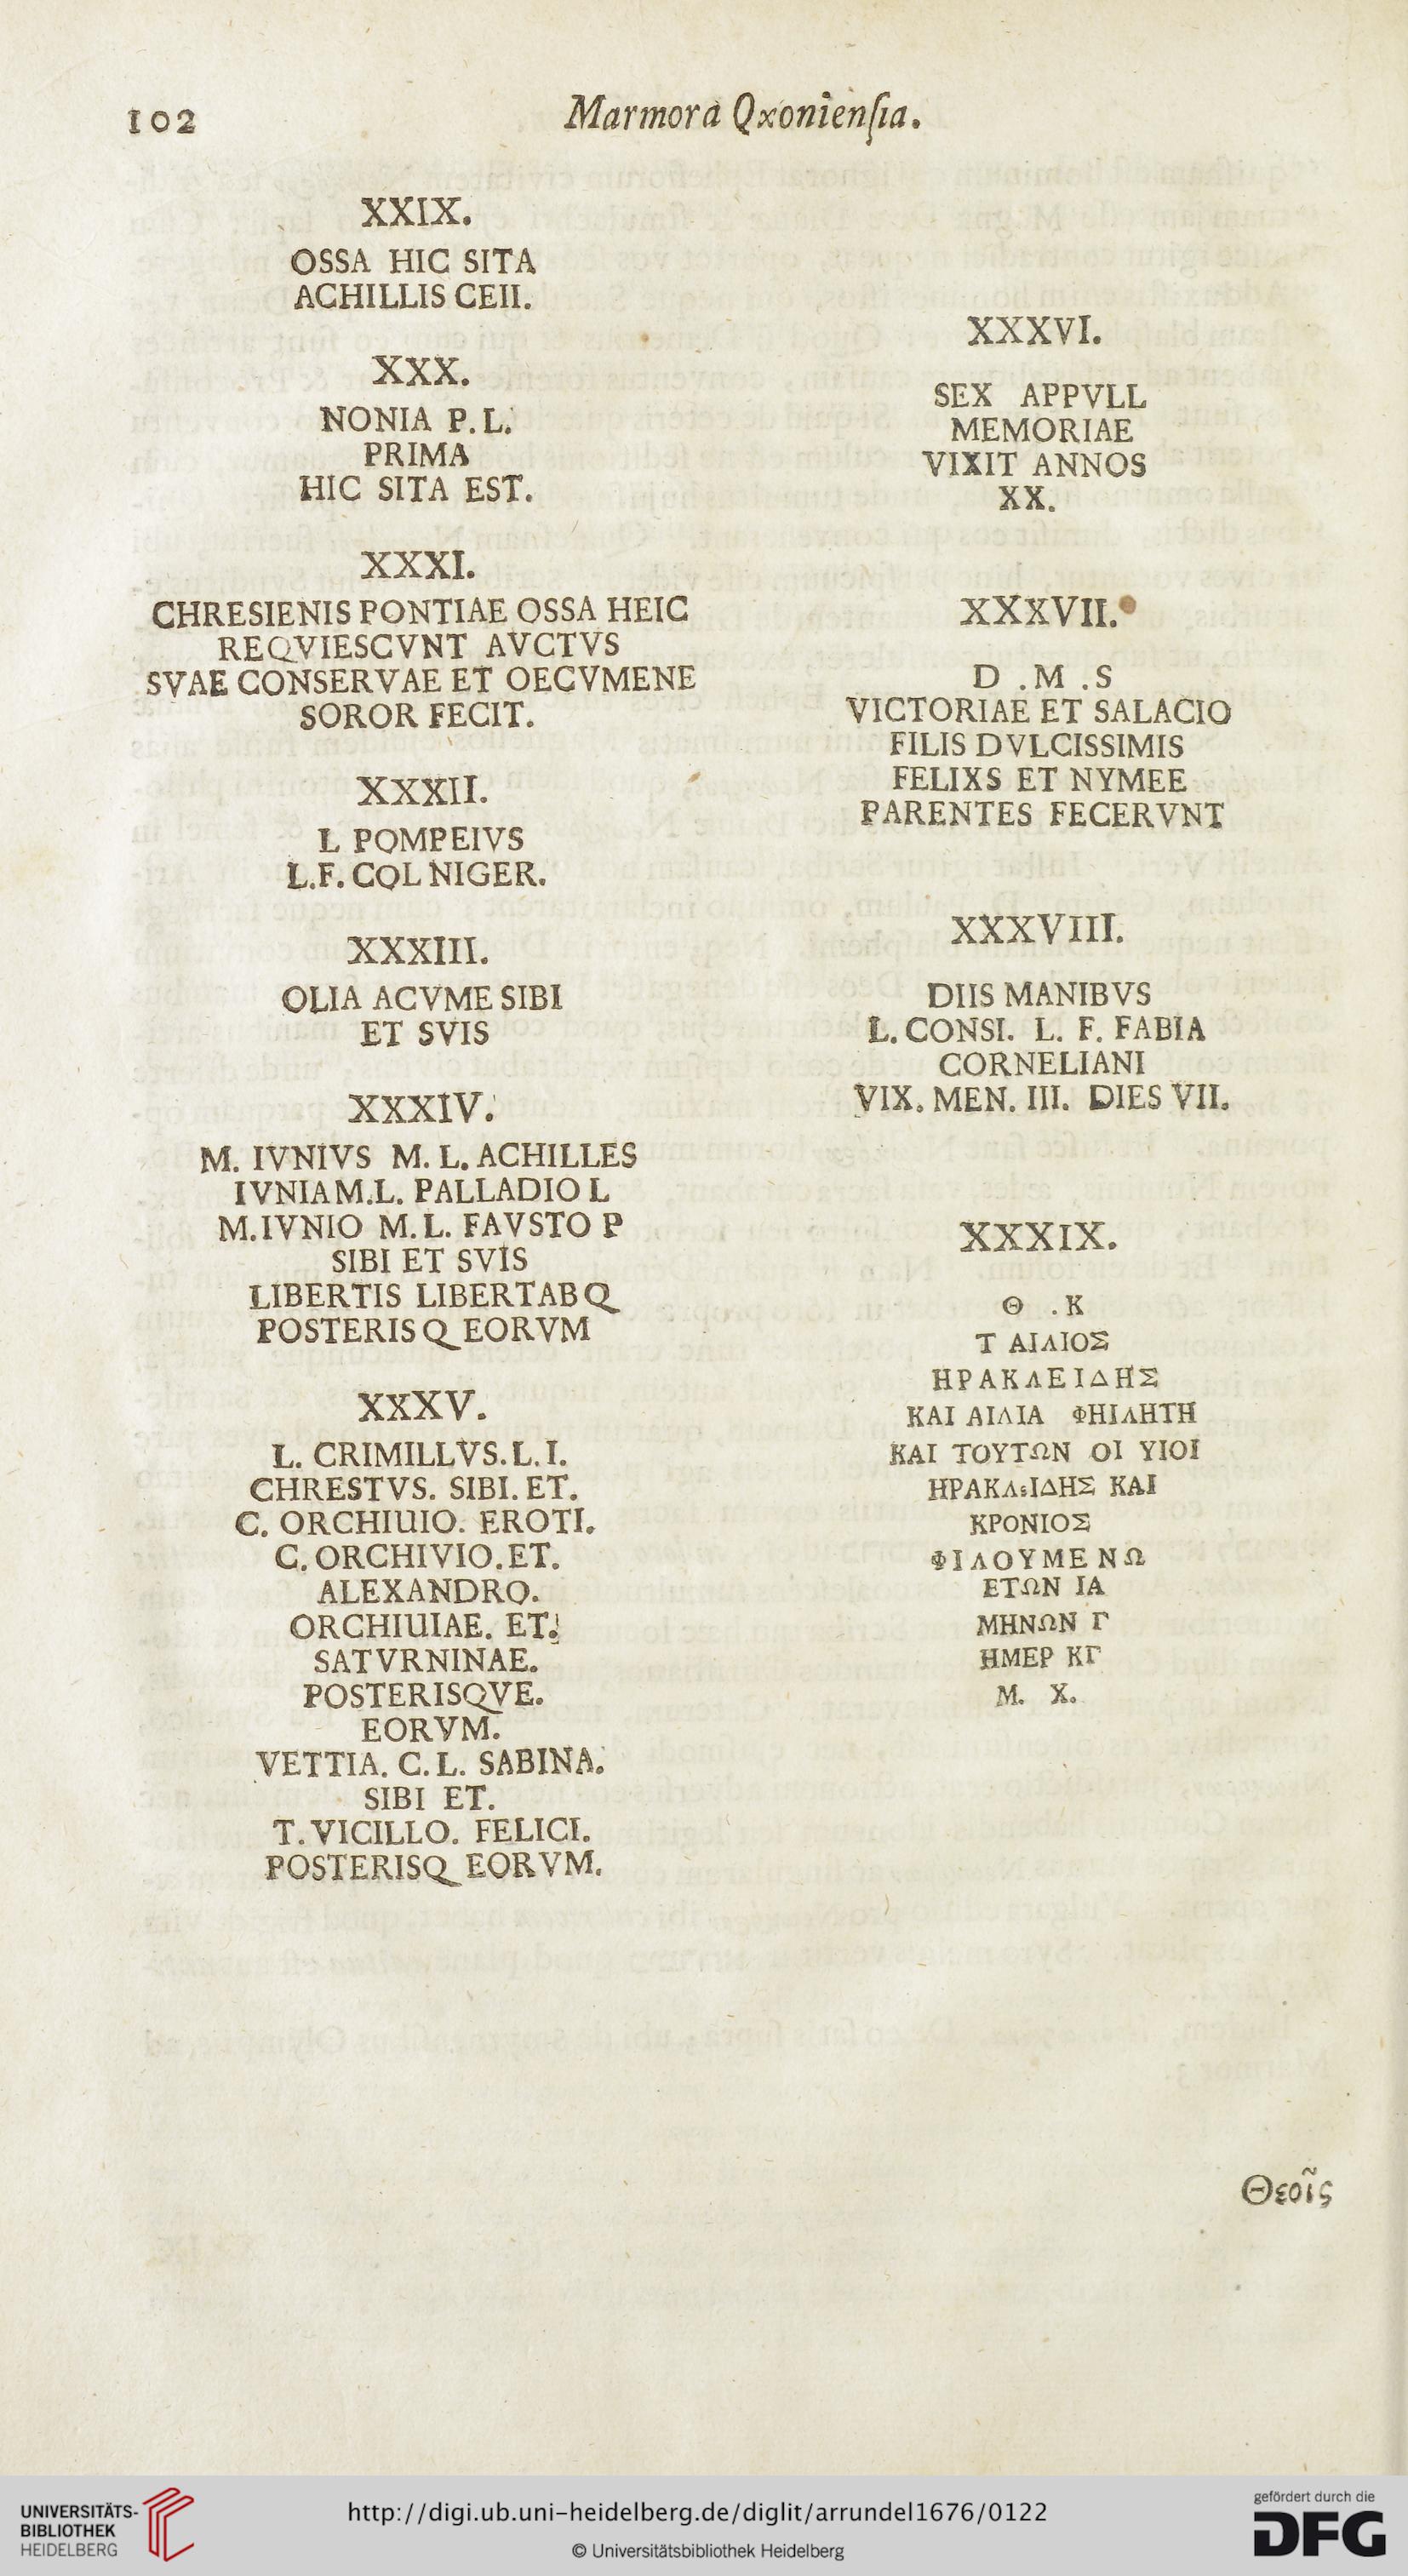 102
Marmora Oxoniensia.
XXIX.
OSSA HIC SITA
ACHILLIS CEII.
XXX.
NONIA P. L.
PRIMA
HIC SITA EST.
XXXI.
CHRESIENIS PONTIAE OSSA HEIC
REQVIESCVNT AVCTVS
SVAE CONSERVAE ET OECVMENE
SOROR FECIT.
XXXII.
L POMPEIVS
L.F. COL NIGER.
XXXIII.
OLIA ACVME SIBI
ET SVIS
XXXIV.
M. IVNIVS M. L. ACHILLES
IVNIA M.L. PALLADIO L
M. IVNIO M. L. FAVSTO P
SIBI ET SVIS
LIBERTIS LIBERTAB Q
POSTERIS Q EORVM
XXXV.
L. CRIMILLVS. L. I.
CHRESTVS. SIBI. ET.
C. ORCHIUIO. EROTI.
C. ORCHIVIO. ET.
ALEXANDRO.
ORCHIUIAE. ET.
SATVRNINAE.
POSTERISQVE.
EORVM.
VETTIA. C. L. SABINA.
SIBI ET.
T. VICILLO. FELICI.
POSTERISQ EORVM.
XXXVI.
SEX APPVLL
MEMORIAE
VIXIT ANNOS
XX.
XXXVII.
D . M . S
VICTORIAE ET SALACIO
FILIS DVLCISSIMIS
FELIXS ET NYMEE
PARENTES FECERVNT
XXXVIII.
DIIS MANIBVS
L. CONSI. L. F. FABIA
CORNELIANI
VIX. MEN. III. DIES VII.
XXXIX.
Θ . Κ
Τ ΑΙΛΙΟΣ
ΗΡΑΚΛΕΙΔΗΣ
ΚΑΙ ΑΙΛΙΑ ΦΗΙΛΗΤΗ
ΚΑΙ ΤΟΥΤΩΝ ΟΙ ΥΙΟΙ
ΗΡΑΚΛεΙΔΗΣ ΚΑΙ
ΚΡΟΝΙΟΣ
ΦΙΛΟΥΜΕΝΩ
ΕΤΩΝ ΙΑ
ΜΗΝΩΝ Γ
ΗΜΕΡ ΚΓ
Μ. Χ.
Θεοῖς
UNIVERSITÄTS-
BIBLIOTHEK
HEIDELBERG
http://digi.ub.uni-heidelberg.de/diglit/arrundel1676/0122
© Universitätsbibliothek Heidelberg
gefördert durch die
DFG